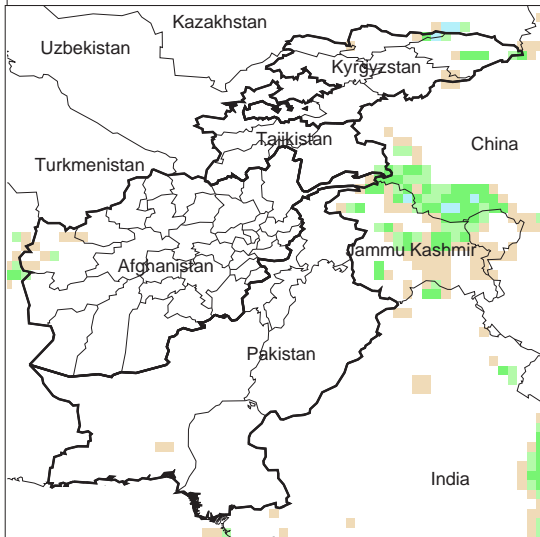 Kazakhstan
Uzbekistan
Kyrgyzstan
Tajikistan
China
Turkmenistan
Jammu Kashmir
Afghanistan
Pakistan
India